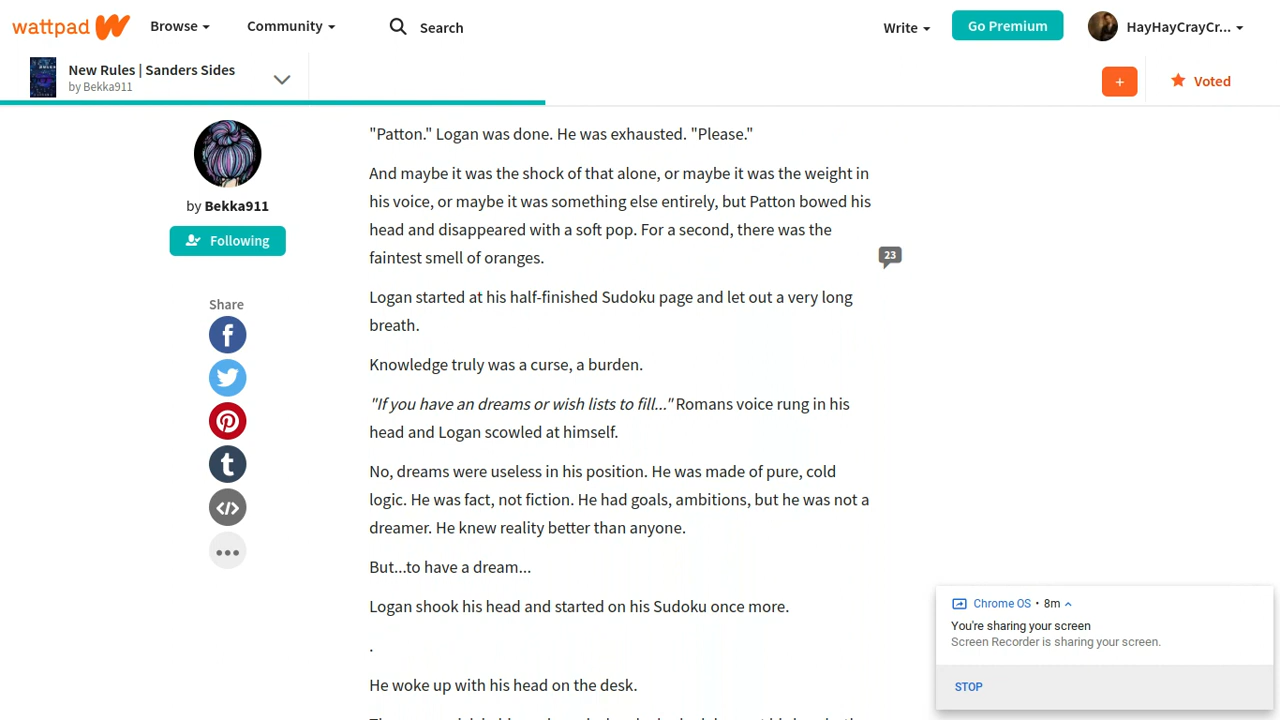 wattpad Browse Community Search Write Go Premium HayHayCrayCr...
New Rules | Sanders Sides
by Bekka911
+ Voted
by Bekka911
Following
Share
"Patton." Logan was done. He was exhausted. "Please."
And maybe it was the shock of that alone, or maybe it was the weight in
his voice, or maybe it was something else entirely, but Patton bowed his
head and disappeared with a soft pop. For a second, there was the
faintest smell of oranges.
23
Logan started at his half-finished Sudoku page and let out a very long
breath.
Knowledge truly was a curse, a burden.
"If you have an dreams or wish lists to fill..." Romans voice rung in his
head and Logan scowled at himself.
No, dreams were useless in his position. He was made of pure, cold
logic. He was fact, not fiction. He had goals, ambitions, but he was not a
dreamer. He knew reality better than anyone.
But...to have a dream...
Logan shook his head and started on his Sudoku once more.
.
He woke up with his head on the desk.
Chrome OS • 8m
You're sharing your screen
Screen Recorder is sharing your screen.
STOP